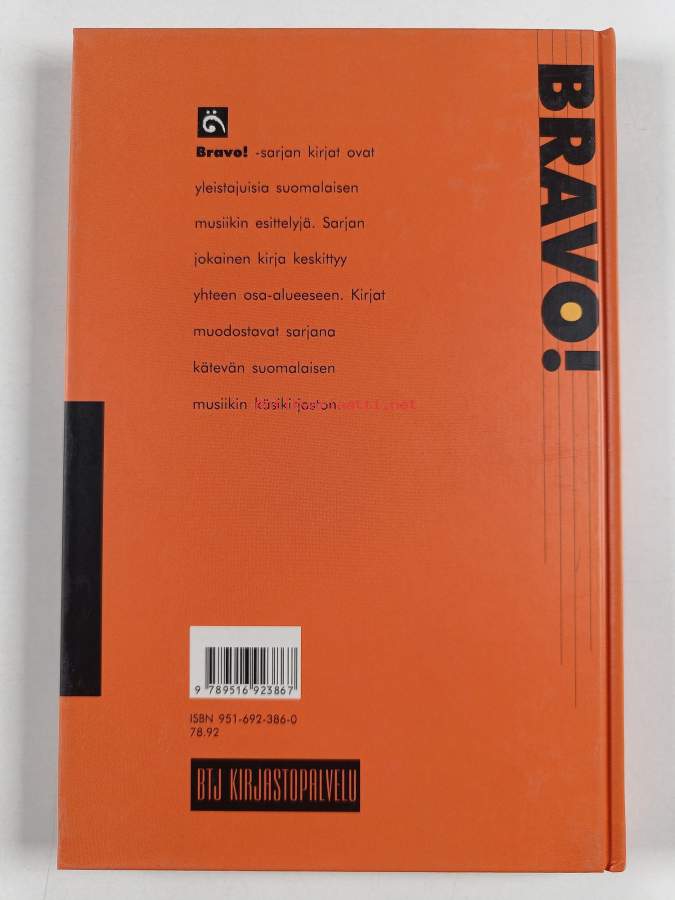 BRAVO!
Bravo! -sarjan kirjat ovat
yleistajuisia suomalaisen
musiikin esittelyjä. Sarjan
jokainen kirja keskittyy
yhteen osa-alueeseen. Kirjat
muodostavat sarjana
kätevän suomalaisen
musiikin käsikirjaston.
9 789516 923867
ISBN 951-692-386-0
78.92
BTJ KIRJASTOPALVELU